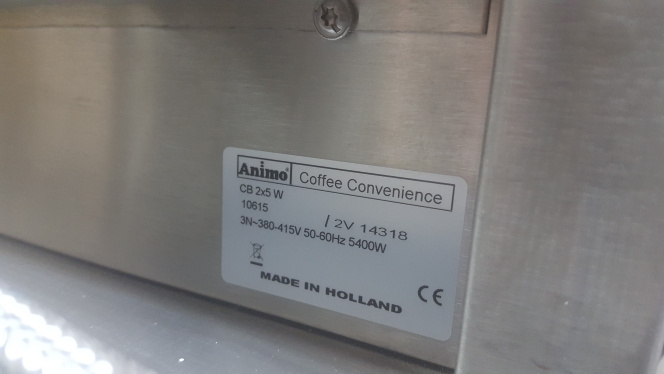 Animo® Coffee Convenience
CB 2x5 W
10615 / 2V 14318
3N~380-415V 50-60Hz 5400W
MADE IN HOLLAND CE